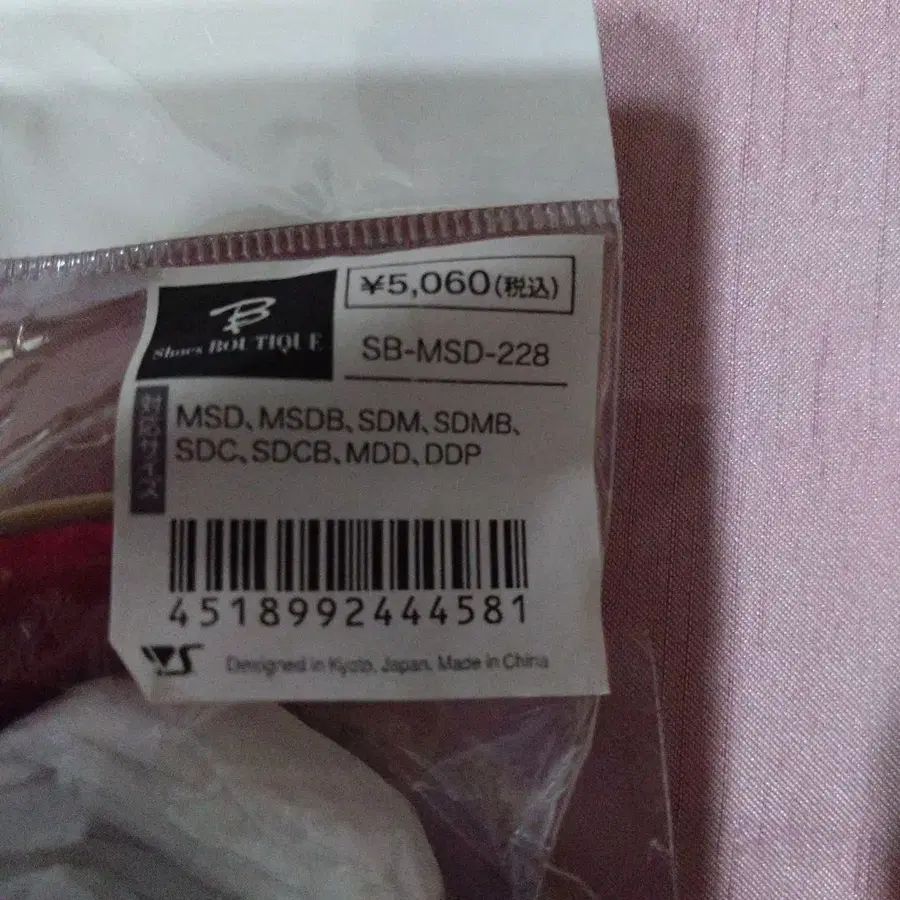 B
Shoes BOUTIQUE
¥5,060(税込)
SB-MSD-228
対応サイズ
MSD、MSDB、SDM、SDMB、
SDC、SDCB、MDD、DDP
4518992444581
VS
Designed in Kyoto, Japan, Made in China